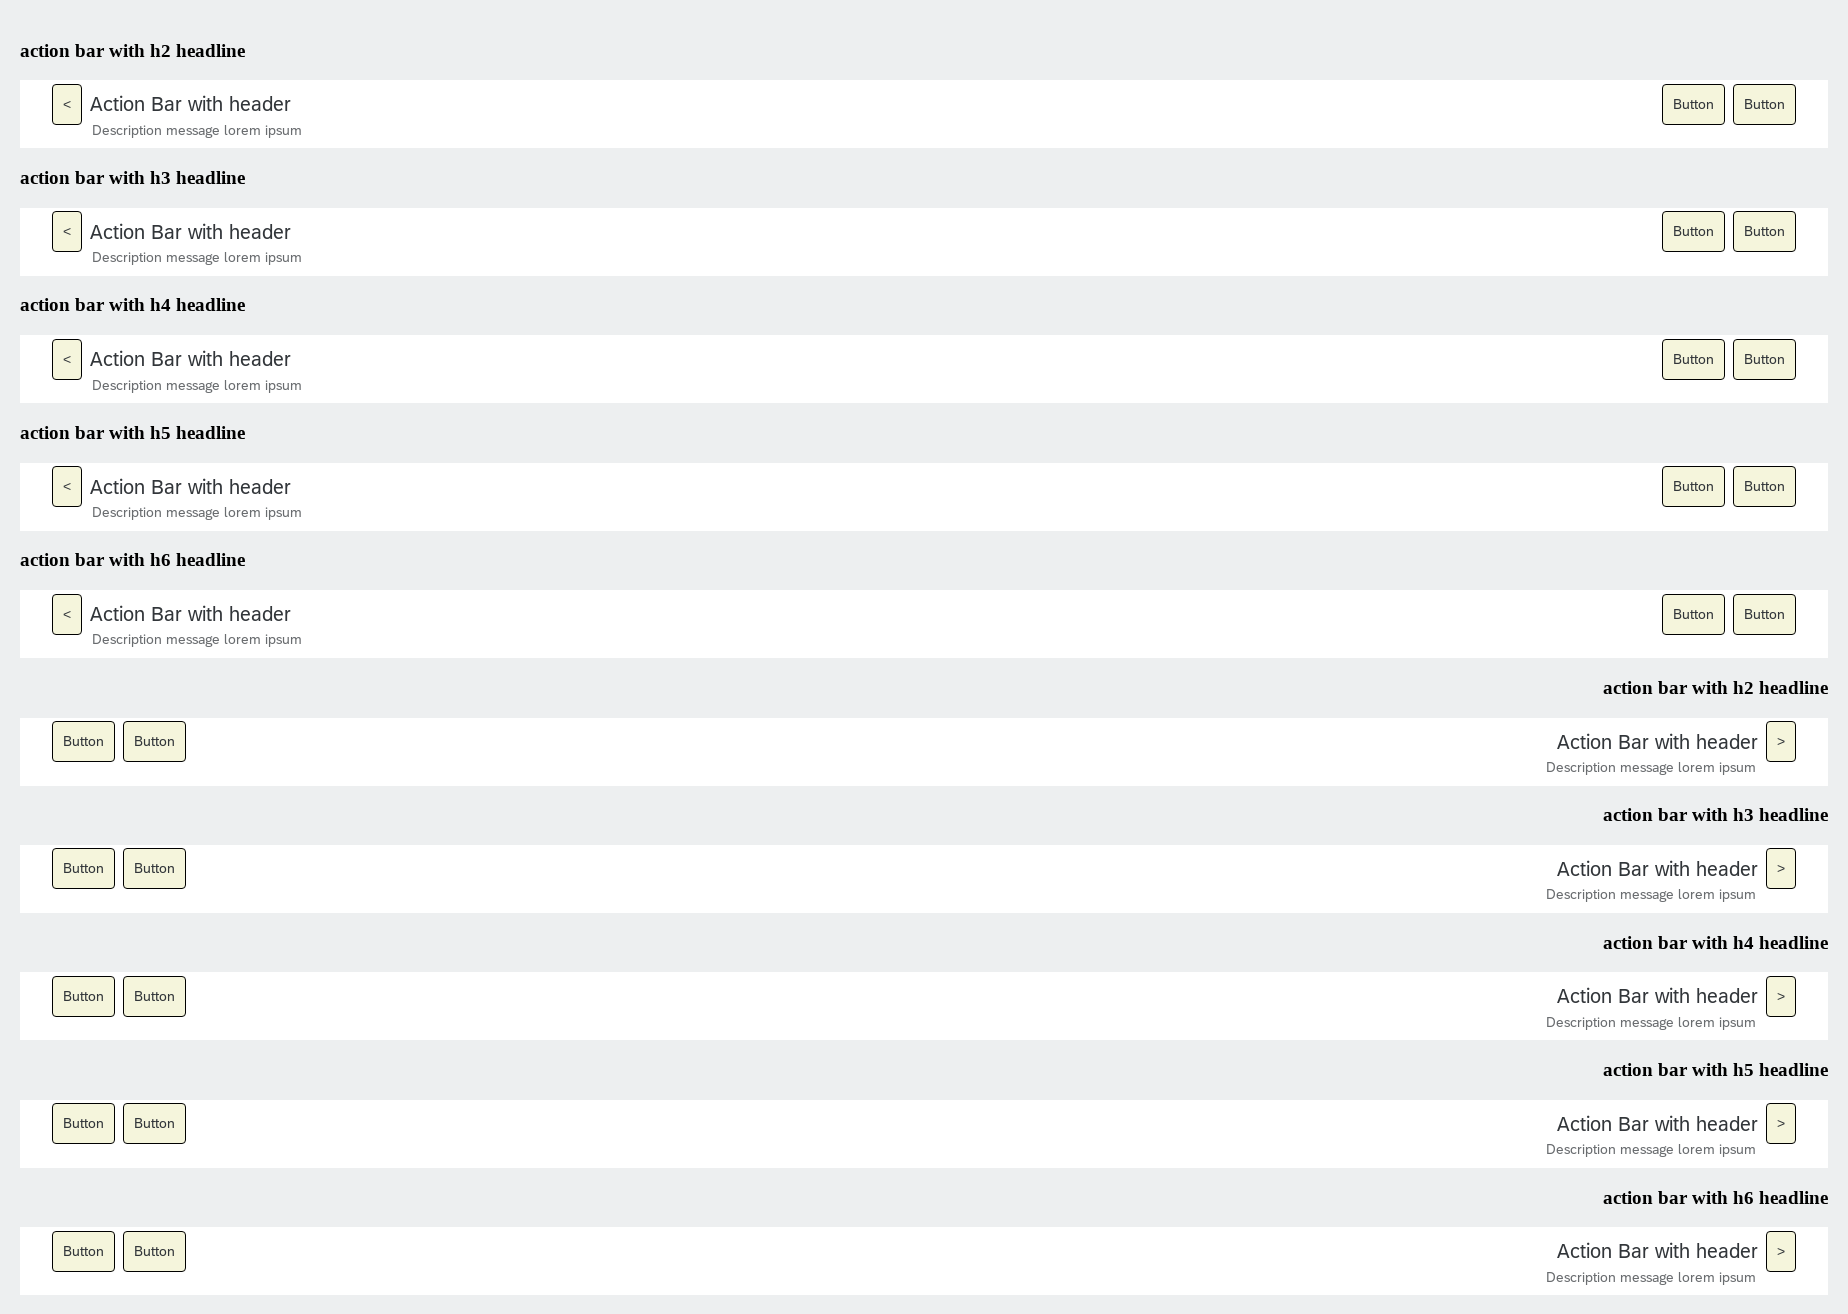 action bar with h2 headline
< Action Bar with header Button Button
Description message lorem ipsum
action bar with h3 headline
< Action Bar with header Button Button
Description message lorem ipsum
action bar with h4 headline
< Action Bar with header Button Button
Description message lorem ipsum
action bar with h5 headline
< Action Bar with header Button Button
Description message lorem ipsum
action bar with h6 headline
< Action Bar with header Button Button
Description message lorem ipsum
action bar with h2 headline
Button Button Action Bar with header >
Description message lorem ipsum
action bar with h3 headline
Button Button Action Bar with header >
Description message lorem ipsum
action bar with h4 headline
Button Button Action Bar with header >
Description message lorem ipsum
action bar with h5 headline
Button Button Action Bar with header >
Description message lorem ipsum
action bar with h6 headline
Button Button Action Bar with header >
Description message lorem ipsum